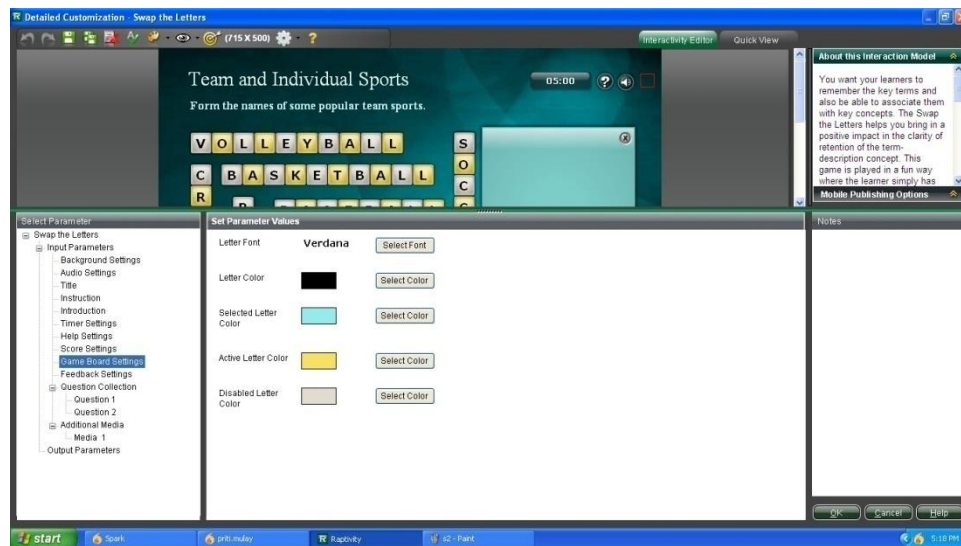 Detailed Customization - Swap the Letters
(715 X 500)
Interactivity Editor
Quick View
Team and Individual Sports
05:00
Form the names of some popular team sports.
VOLLEYBALL
S
O
C
C BASKETBALL
R
About this Interaction Model
You want your learners to
remember the key terms and
also be able to associate them
with key concepts. The Swap
the Letters helps you bring in a
positive impact in the clarity of
retention of the term-
description concept. This
game is played in a fun way
where the learner simply has
Mobile Publishing Options
Select Parameter
Swap the Letters
Input Parameters
Background Settings
Audio Settings
Title
Instruction
Introduction
Timer Settings
Help Settings
Score Settings
Game Board Settings
Feedback Settings
Question Collection
Question 1
Question 2
Additional Media
Media 1
Output Parameters
Set Parameter Values
Letter Font
Verdana
Select Font
Letter Color
Select Color
Selected Letter
Color
Select Color
Active Letter Color
Select Color
Disabled Letter
Color
Select Color
Notes
OK
Cancel
Help
start
Spark
priti.mulay
Raptivity
s2 - Paint
5:18 PM